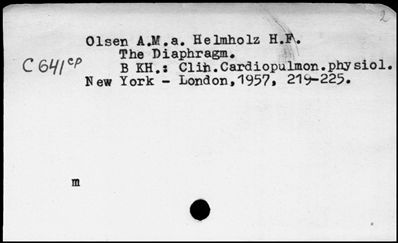 2
Olsen A.M.a. Helmholz H.F.
The Diaphragm.
C 641 cp B KH.: Clin.Cardiopulmon.physiol.
New York - London,1957, 219-225.
m